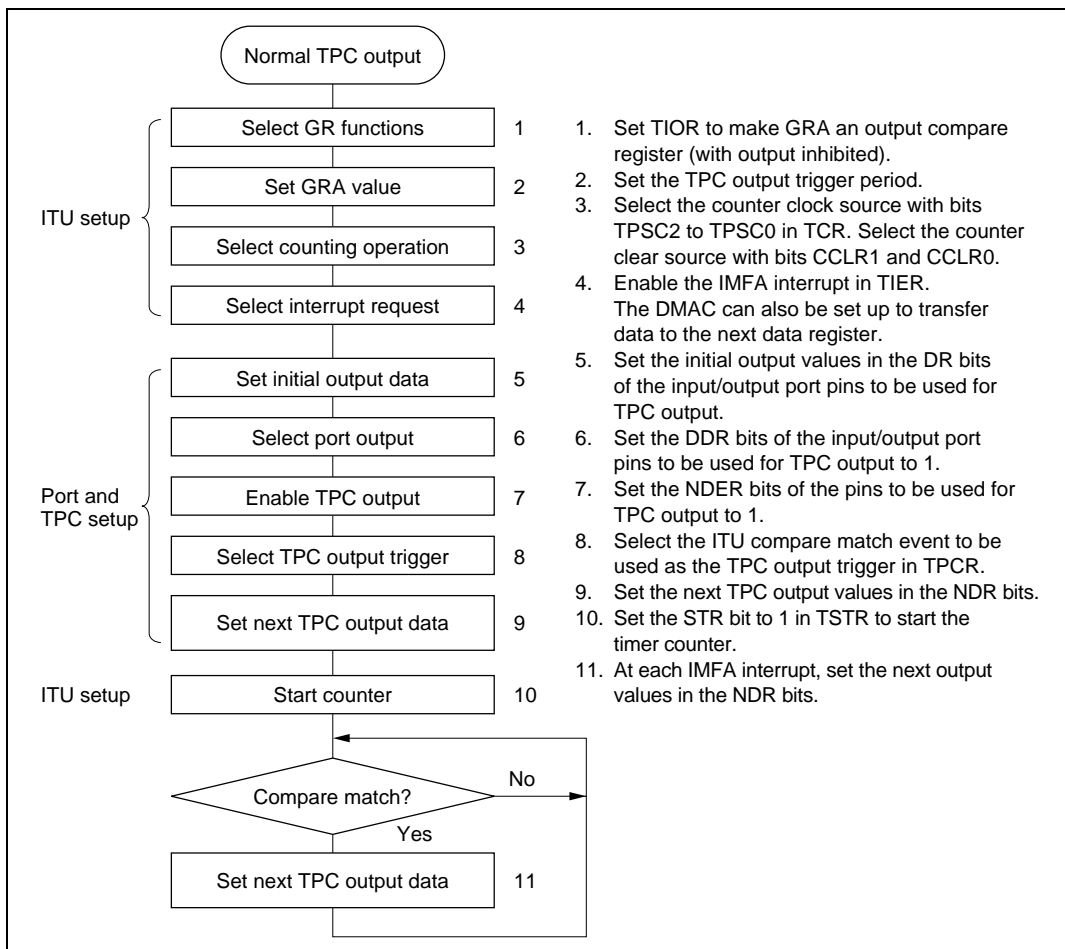 Normal TPC output
ITU setup
Select GR functions 1
Set GRA value 2
Select counting operation 3
Select interrupt request 4
Port and
TPC setup
Set initial output data 5
Select port output 6
Enable TPC output 7
Select TPC output trigger 8
Set next TPC output data 9
ITU setup
Start counter 10
Compare match?
No
Yes
Set next TPC output data 11
1. Set TIOR to make GRA an output compare
register (with output inhibited).
2. Set the TPC output trigger period.
3. Select the counter clock source with bits
TPSC2 to TPSC0 in TCR. Select the counter
clear source with bits CCLR1 and CCLR0.
4. Enable the IMFA interrupt in TIER.
The DMAC can also be set up to transfer
data to the next data register.
5. Set the initial output values in the DR bits
of the input/output port pins to be used for
TPC output.
6. Set the DDR bits of the input/output port
pins to be used for TPC output to 1.
7. Set the NDER bits of the pins to be used for
TPC output to 1.
8. Select the ITU compare match event to be
used as the TPC output trigger in TPCR.
9. Set the next TPC output values in the NDR bits.
10. Set the STR bit to 1 in TSTR to start the
timer counter.
11. At each IMFA interrupt, set the next output
values in the NDR bits.